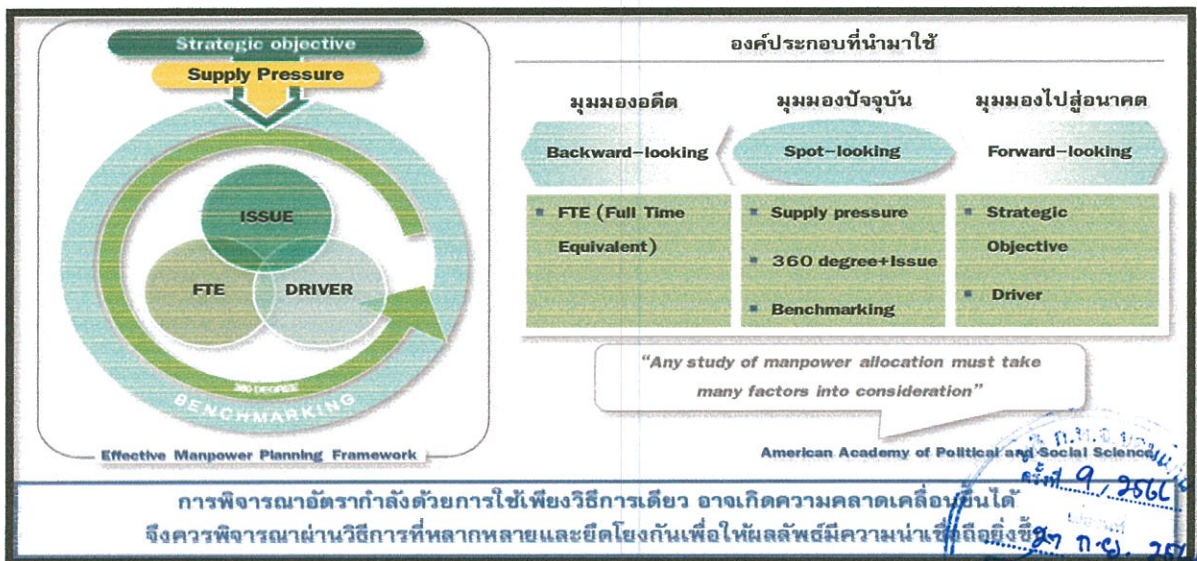 Strategic objective
Supply Pressure
ISSUE
FTE
DRIVER
360 DEGREE
BENCHMARKING
Effective Manpower Planning Framework
องค์ประกอบที่นำมาใช้
มุมมองอดีต
มุมมองปัจจุบัน
มุมมองไปสู่อนาคต
Backward-looking
Spot-looking
Forward-looking
▪ FTE (Full Time
Equivalent)
▪ Supply pressure
▪ 360 degree+Issue
▪ Benchmarking
▪ Strategic
Objective
▪ Driver
"Any study of manpower allocation must take
many factors into consideration"
American Academy of Political and Social Science
การพิจารณาอัตรากำลังด้วยการใช้เพียงวิธีการเดียว อาจเกิดความคลาดเคลื่อนขึ้นได้
จึงควรพิจารณาผ่านวิธีการที่หลากหลายและยึดโยงกันเพื่อให้ผลลัพธ์มีความน่าเชื่อถือยิ่งขึ้น
ก.ท.จ.
ครั้งที่ 9
27 ก.ย.